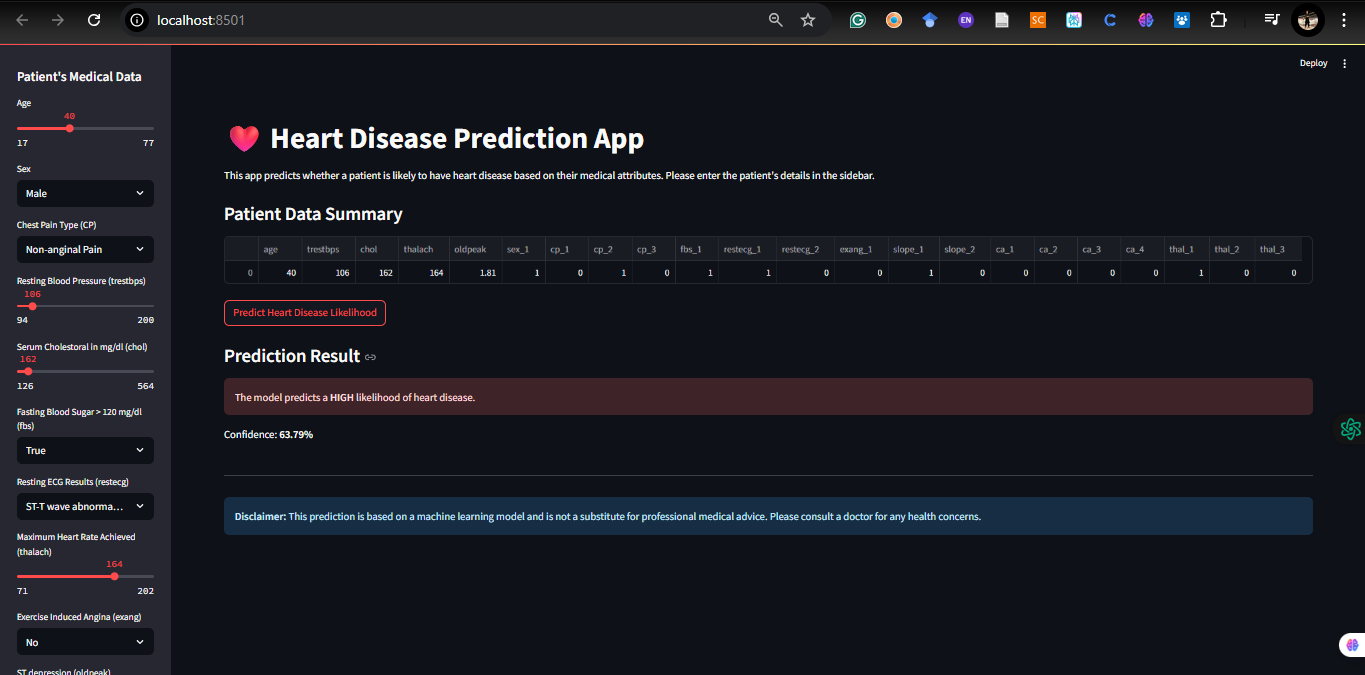 localhost:8501
EN
SC
Deploy
Patient's Medical Data
Age
40
17 77
Sex
Male
Chest Pain Type (CP)
Non-anginal Pain
Resting Blood Pressure (trestbps)
106
94 200
Serum Cholestoral in mg/dl (chol)
162
126 564
Fasting Blood Sugar > 120 mg/dl
(fbs)
True
Resting ECG Results (restecg)
ST-T wave abnorma...
Maximum Heart Rate Achieved
(thalach)
164
71 202
Exercise Induced Angina (exang)
No
ST depression (oldpeak)
Heart Disease Prediction App
This app predicts whether a patient is likely to have heart disease based on their medical attributes. Please enter the patient's details in the sidebar.
Patient Data Summary
age trestbps chol thalach oldpeak sex_1 cp_1 cp_2 cp_3 fbs_1 restecg_1 restecg_2 exang_1 slope_1 slope_2 ca_1 ca_2 ca_3 ca_4 thal_1 thal_2 thal_3
0 40 106 162 164 1.81 1 0 1 0 1 1 0 0 1 0 0 0 0 0 1 0 0
Predict Heart Disease Likelihood
Prediction Result
The model predicts a HIGH likelihood of heart disease.
Confidence: 63.79%
Disclaimer: This prediction is based on a machine learning model and is not a substitute for professional medical advice. Please consult a doctor for any health concerns.